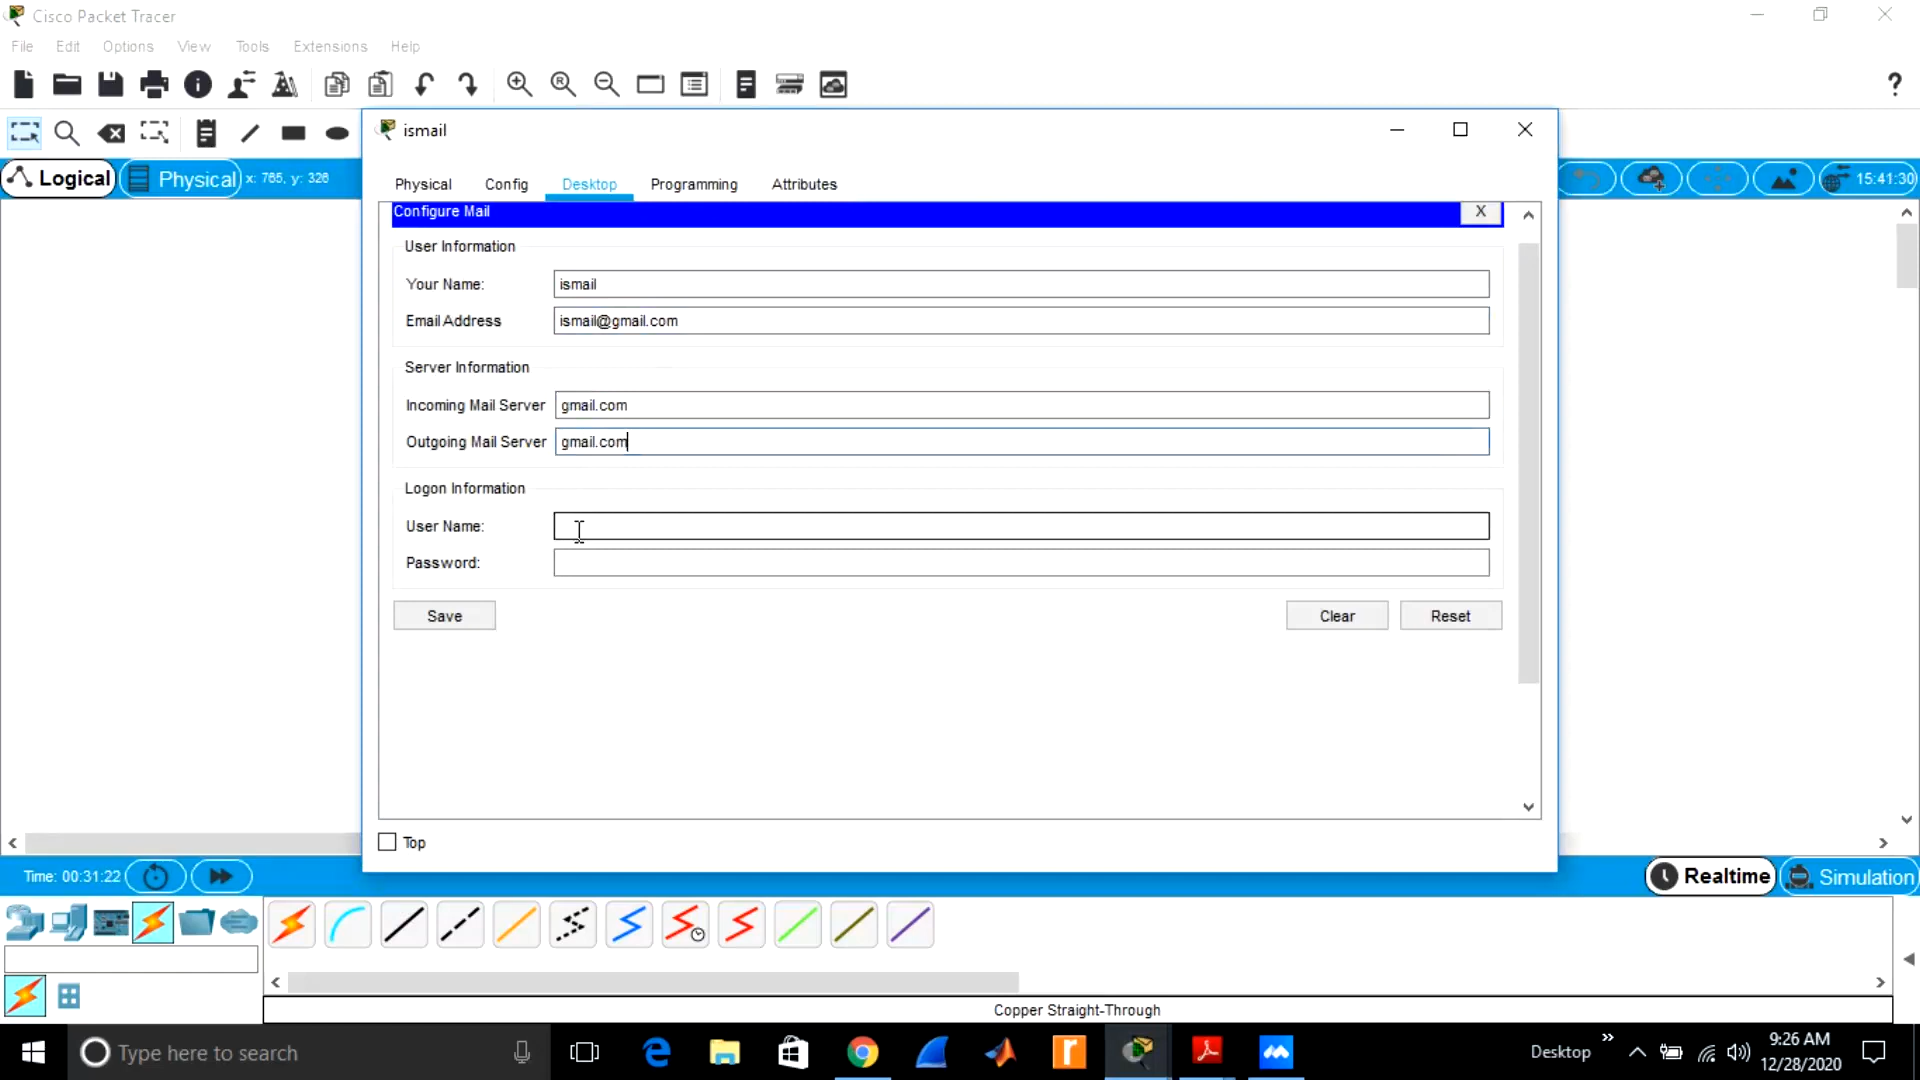 Cisco Packet Tracer
File Edit Options View Tools Extensions Help
?
ismail
Logical Physical x: 765, y: 326 15:41:30
Physical Config Desktop Programming Attributes
Configure Mail X
User Information
Your Name: ismail
Email Address ismail@gmail.com
Server Information
Incoming Mail Server gmail.com
Outgoing Mail Server gmail.com
Logon Information
User Name:
Password:
Save Clear Reset
Top
Time: 00:31:22 Realtime Simulation
Copper Straight-Through
Type here to search Desktop 9:26 AM
12/28/2020